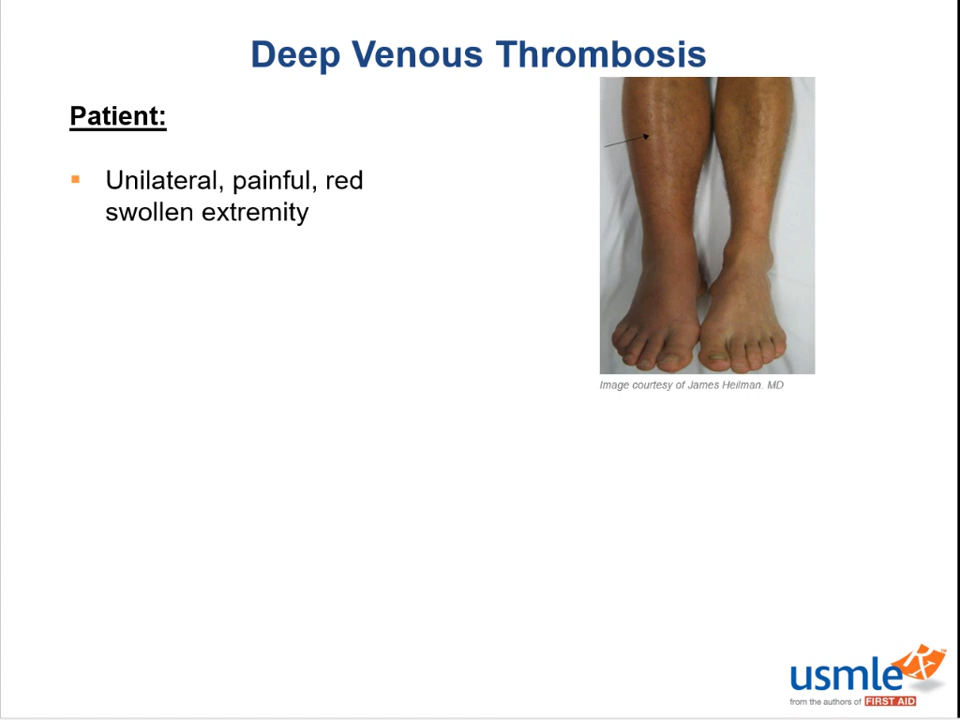 Deep Venous Thrombosis
Patient:
Unilateral, painful, red
swollen extremity
Image courtesy of James Heilman, MD
usmle Rx
from the authors of FIRST AID